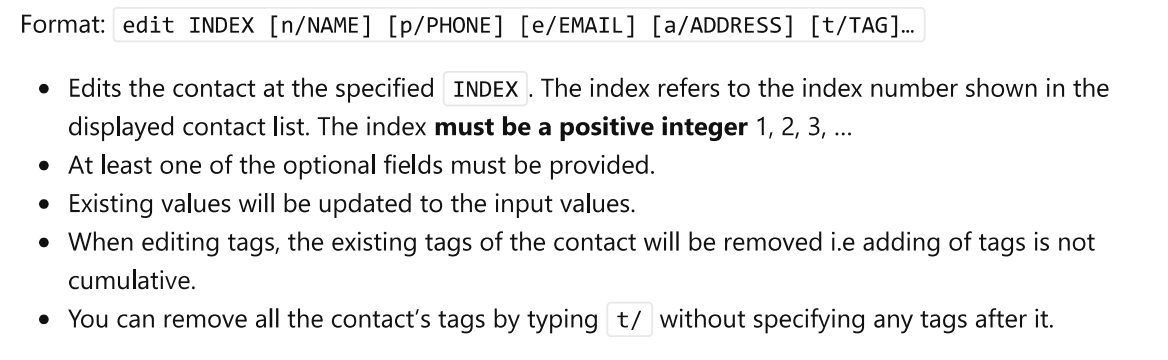 Format: edit INDEX [n/NAME] [p/PHONE] [e/EMAIL] [a/ADDRESS] [t/TAG]…
• Edits the contact at the specified INDEX. The index refers to the index number shown in the
displayed contact list. The index must be a positive integer 1, 2, 3, …
• At least one of the optional fields must be provided.
• Existing values will be updated to the input values.
• When editing tags, the existing tags of the contact will be removed i.e adding of tags is not
cumulative.
• You can remove all the contact’s tags by typing t/ without specifying any tags after it.